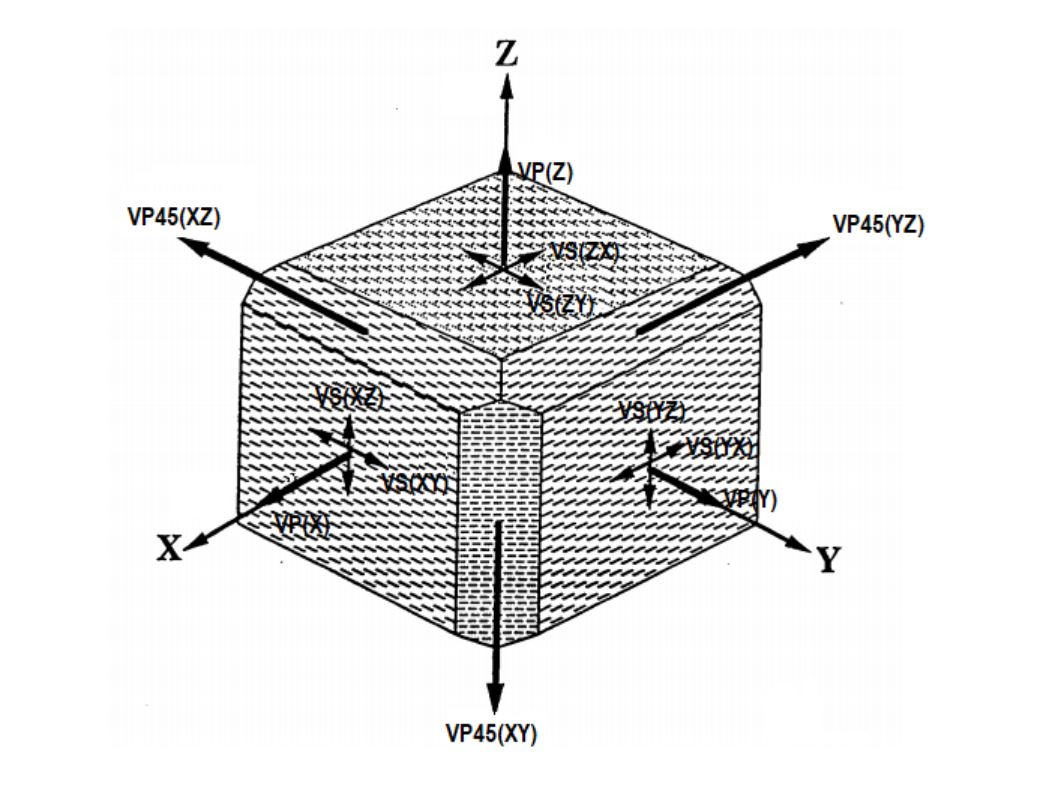 Z
VP(Z)
VP45(XZ)
VP45(YZ)
VS(ZX)
VS(ZY)
VS(XZ)
VS(YZ)
VS(YX)
VS(XY)
VP(Y)
VP(X)
X
Y
VP45(XY)